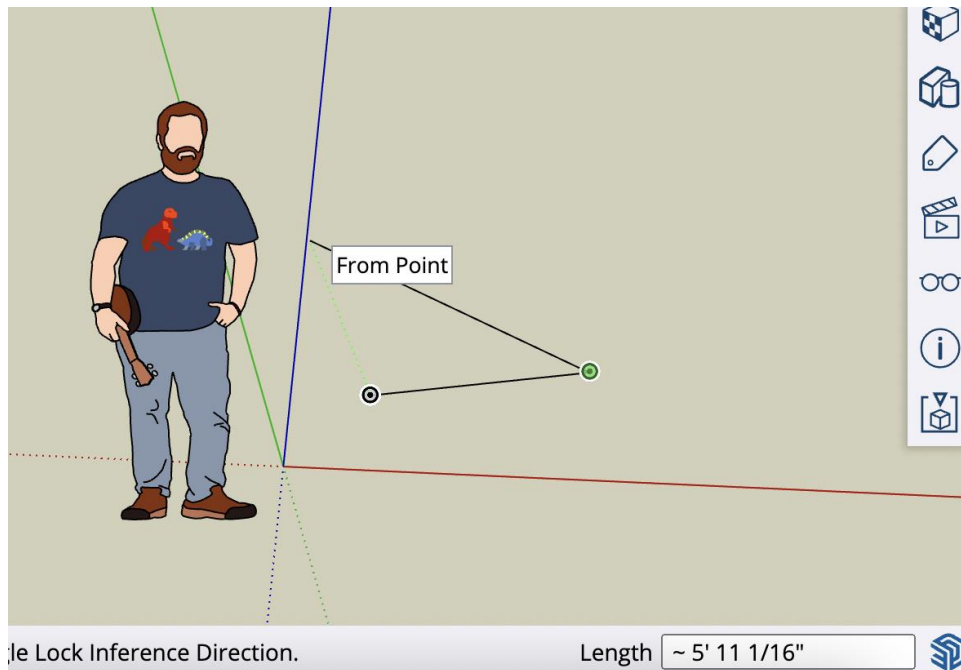 From Point
le Lock Inference Direction.
Length ~ 5' 11 1/16"